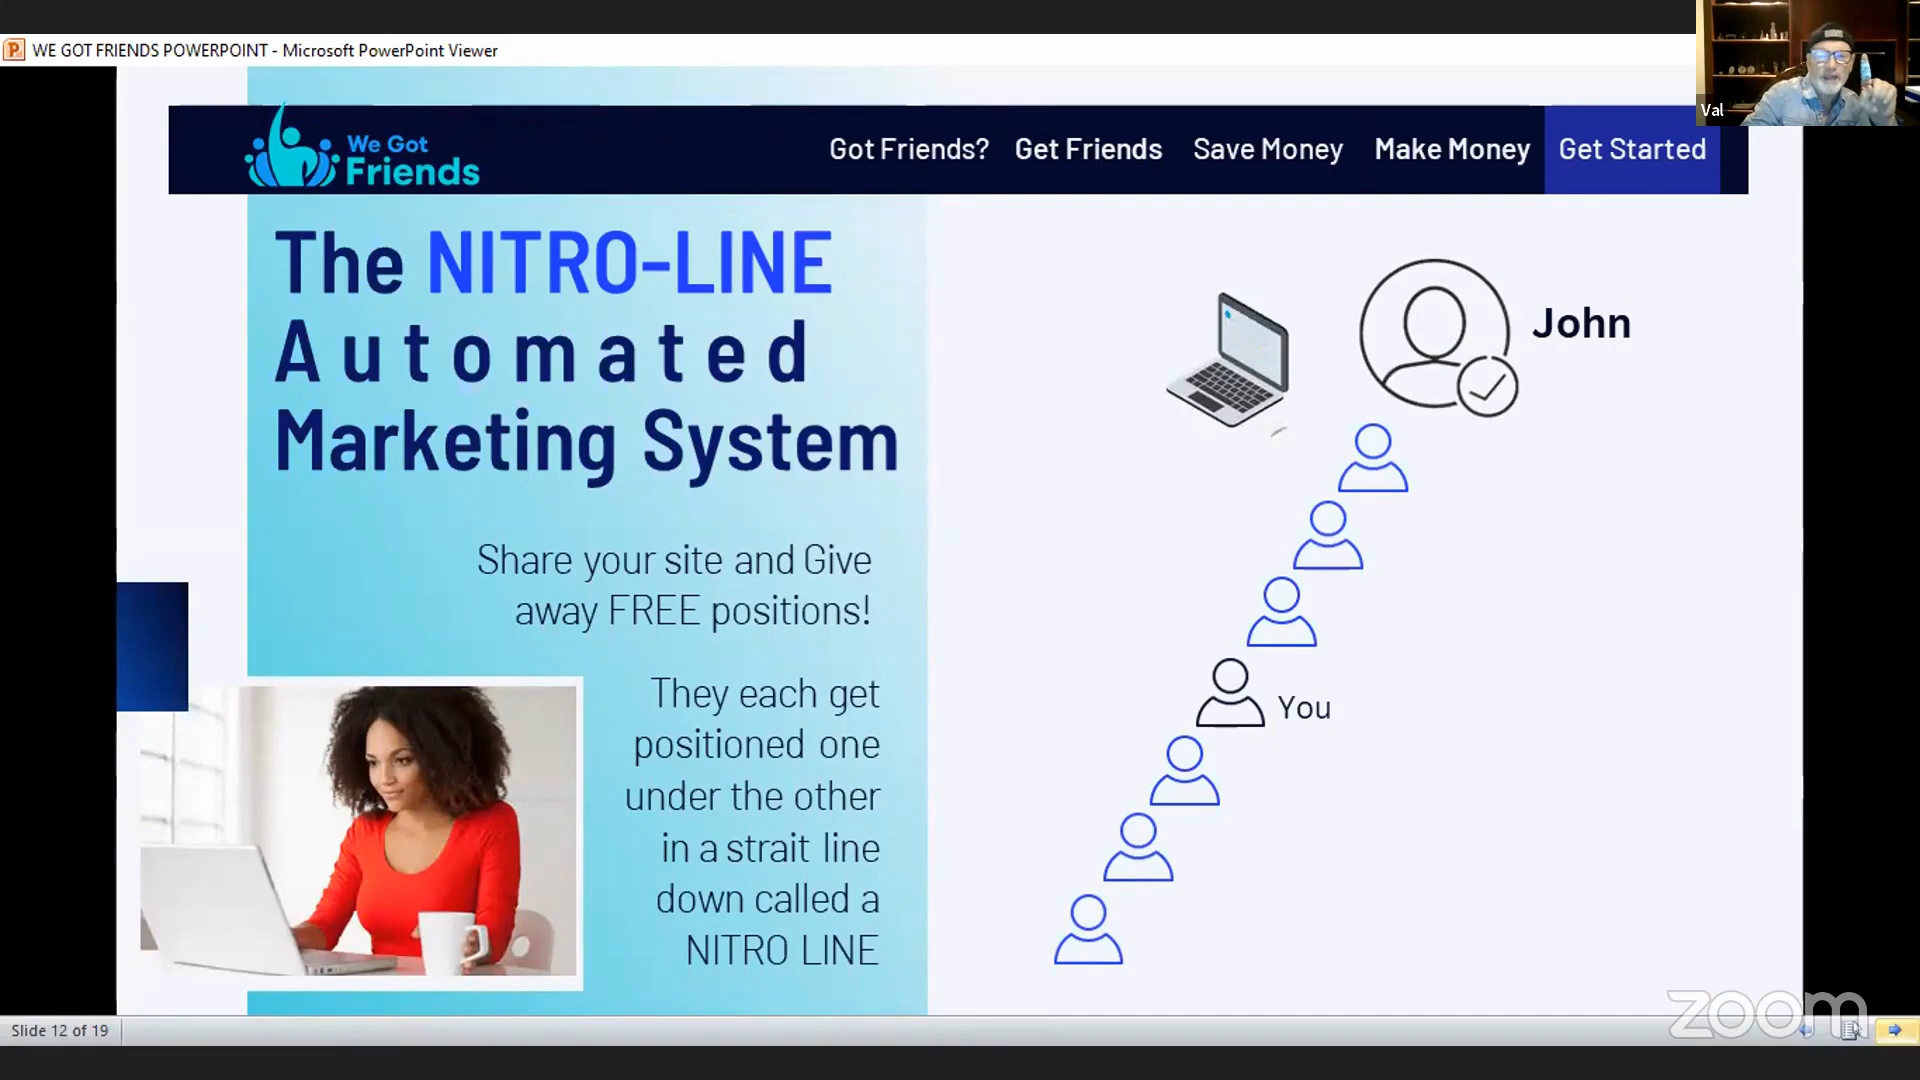 WE GOT FRIENDS POWERPOINT - Microsoft PowerPoint Viewer
Val
We Got
Friends
Got Friends? Get Friends Save Money Make Money Get Started
The NITRO-LINE
Automated
Marketing System
Share your site and Give
away FREE positions!
They each get
positioned one
under the other
in a strait line
down called a
NITRO LINE
John
You
Slide 12 of 19
zoom